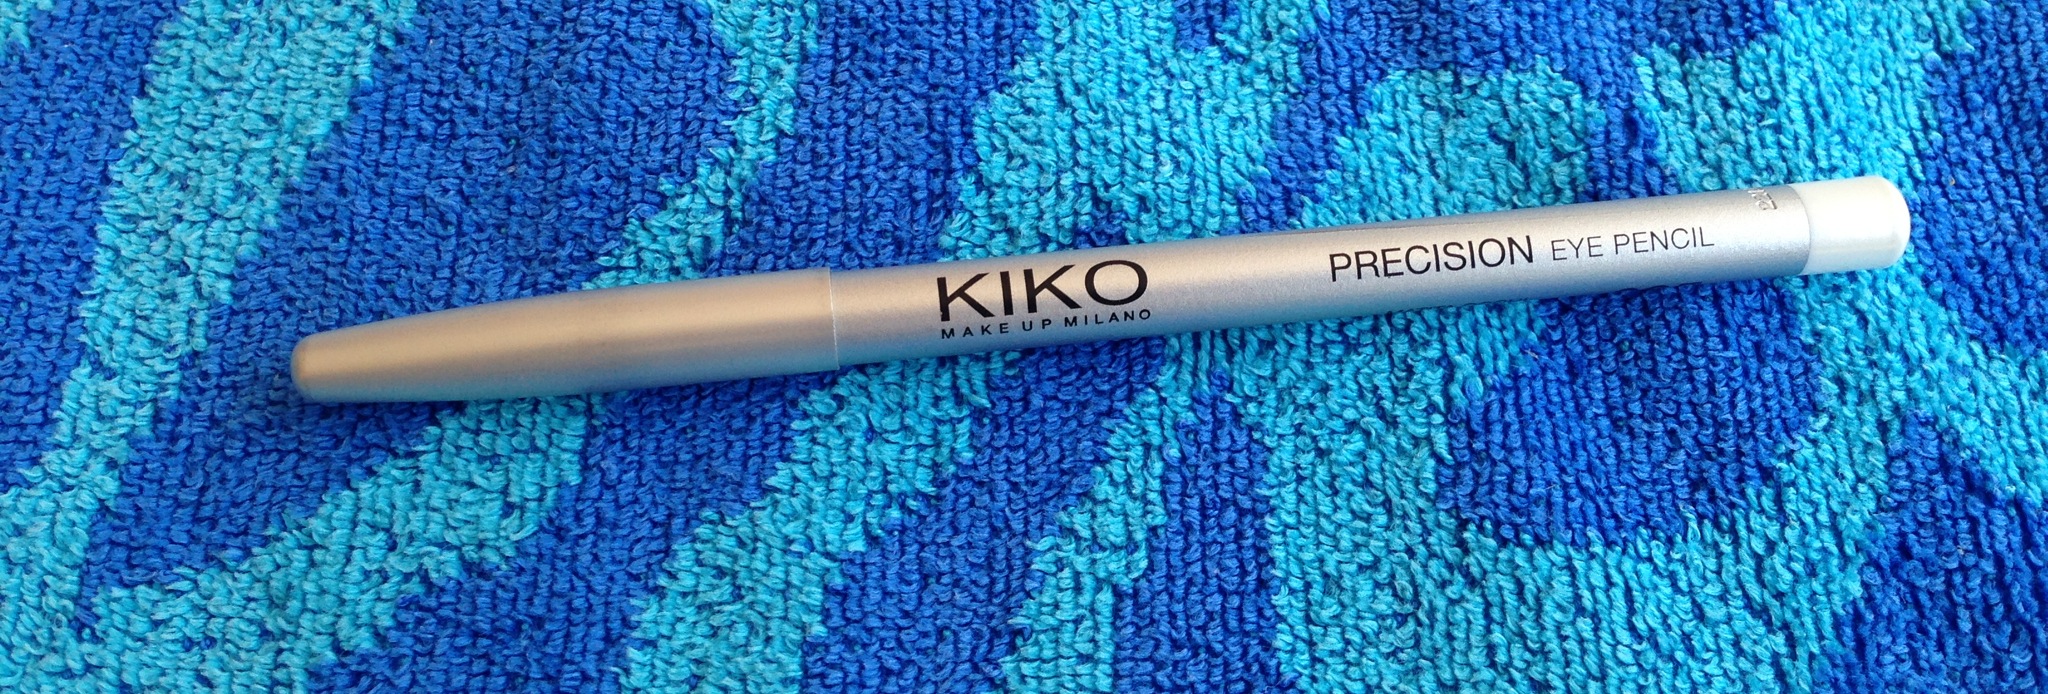 KIKO
MAKE UP MILANO
PRECISION EYE PENCIL